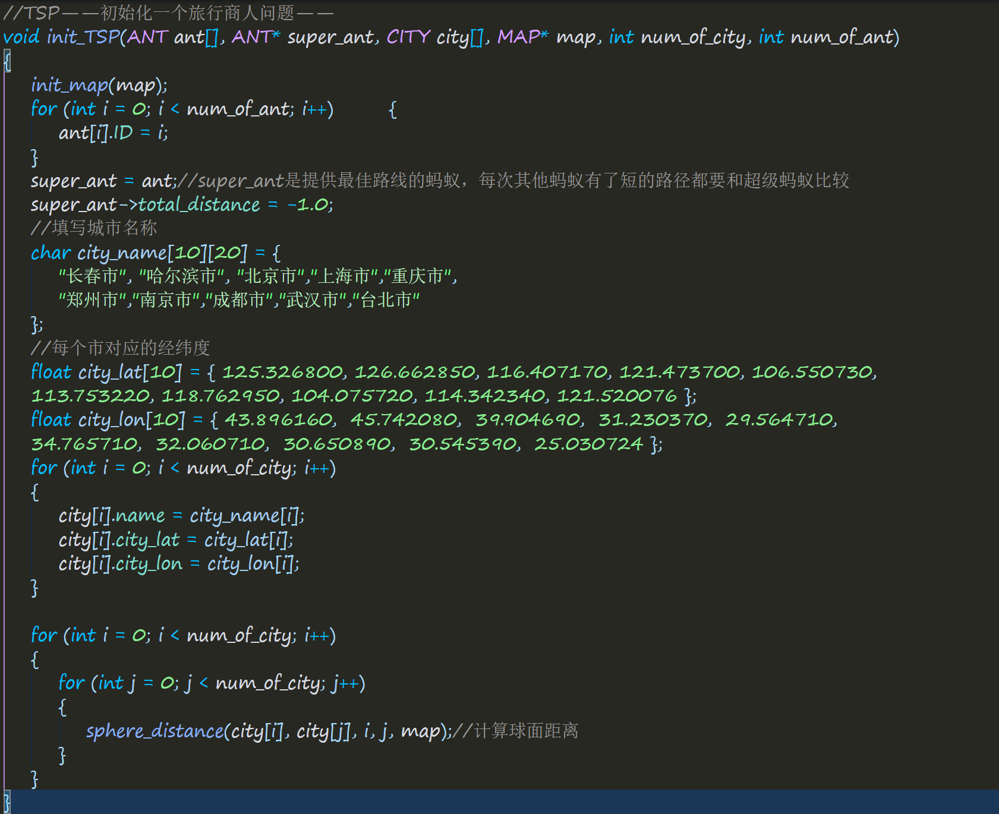 //TSP——初始化一个旅行商人问题——
void init_TSP(ANT ant[], ANT* super_ant, CITY city[], MAP* map, int num_of_city, int num_of_ant)
{
init_map(map);
for (int i = 0; i < num_of_ant; i++) {
ant[i].ID = i;
}
super_ant = ant;//super_ant是提供最佳路线的蚂蚁，每次其他蚂蚁有了短的路径都要和超级蚂蚁比较
super_ant->total_distance = -1.0;
//填写城市名称
char city_name[10][20] = {
"长春市", "哈尔滨市", "北京市","上海市","重庆市",
"郑州市","南京市","成都市","武汉市","台北市"
};
//每个市对应的经纬度
float city_lat[10] = { 125.326800, 126.662850, 116.407170, 121.473700, 106.550730,
113.753220, 118.762950, 104.075720, 114.342340, 121.520076 };
float city_lon[10] = { 43.896160, 45.742080, 39.904690, 31.230370, 29.564710,
34.765710, 32.060710, 30.650890, 30.545390, 25.030724 };
for (int i = 0; i < num_of_city; i++)
{
city[i].name = city_name[i];
city[i].city_lat = city_lat[i];
city[i].city_lon = city_lon[i];
}
for (int i = 0; i < num_of_city; i++)
{
for (int j = 0; j < num_of_city; j++)
{
sphere_distance(city[i], city[j], i, j, map);//计算球面距离
}
}
}